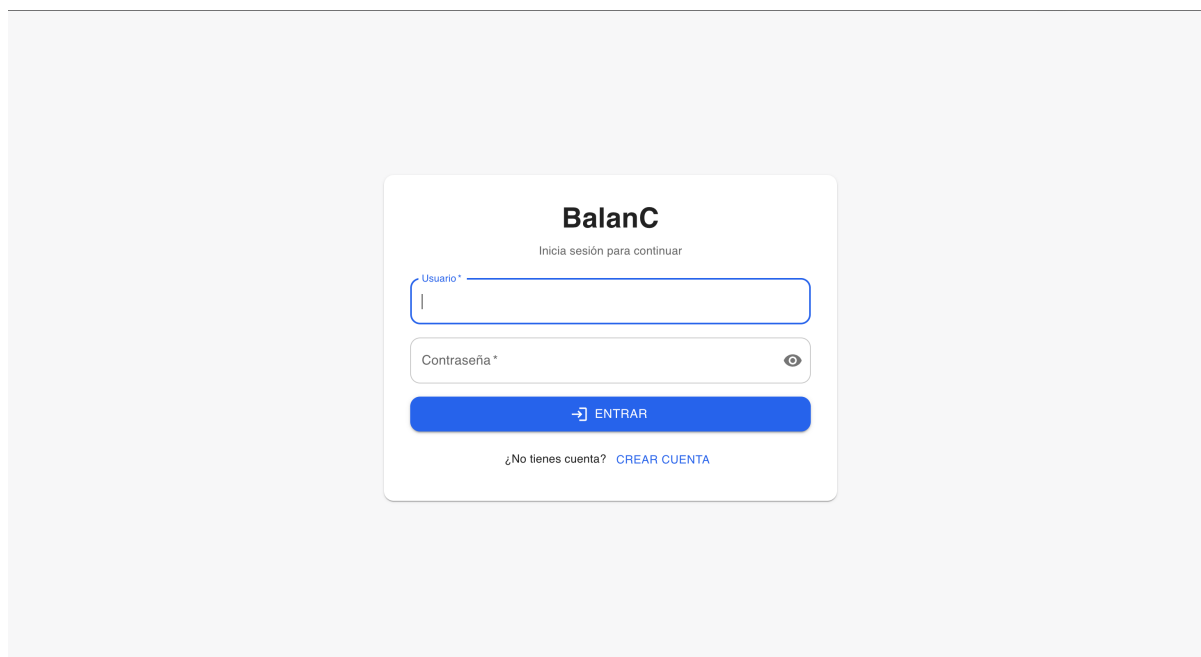 BalanC
Inicia sesión para continuar
Usuario *
Contraseña *
ENTRAR
¿No tienes cuenta? CREAR CUENTA